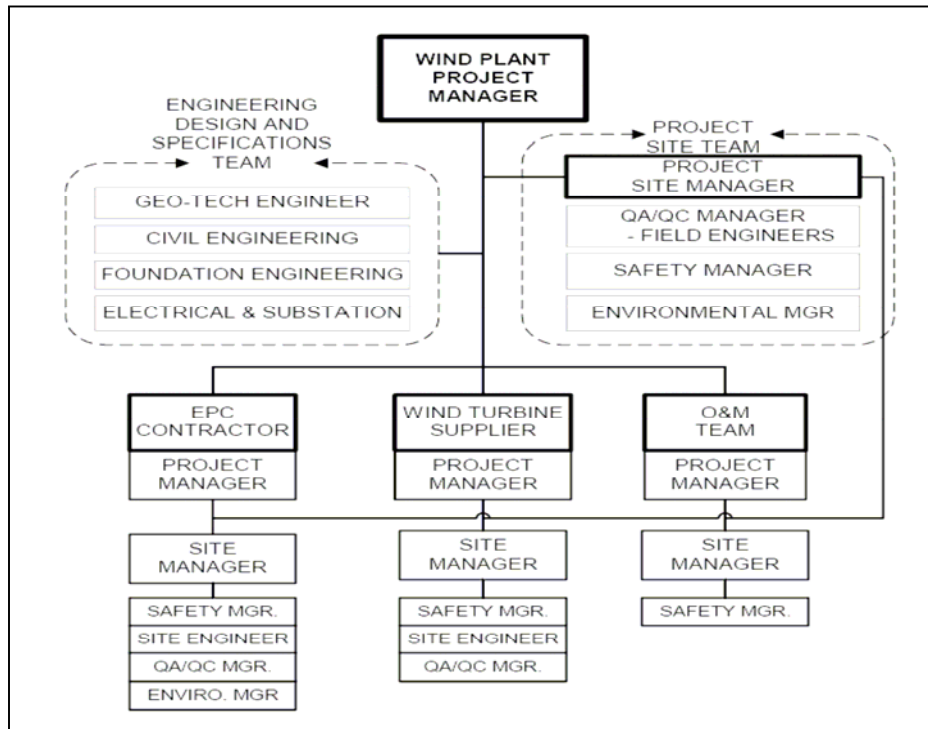 WIND PLANT
PROJECT
MANAGER
ENGINEERING
DESIGN AND
SPECIFICATIONS
TEAM
GEO-TECH ENGINEER
CIVIL ENGINEERING
FOUNDATION ENGINEERING
ELECTRICAL & SUBSTATION
PROJECT
SITE TEAM
PROJECT
SITE MANAGER
QA/QC MANAGER
- FIELD ENGINEERS
SAFETY MANAGER
ENVIRONMENTAL MGR
EPC
CONTRACTOR
PROJECT
MANAGER
SITE
MANAGER
SAFETY MGR.
SITE ENGINEER
QA/QC MGR.
ENVIRO. MGR
WIND TURBINE
SUPPLIER
PROJECT
MANAGER
SITE
MANAGER
SAFETY MGR.
SITE ENGINEER
QA/QC MGR.
O&M
TEAM
PROJECT
MANAGER
SITE
MANAGER
SAFETY MGR.